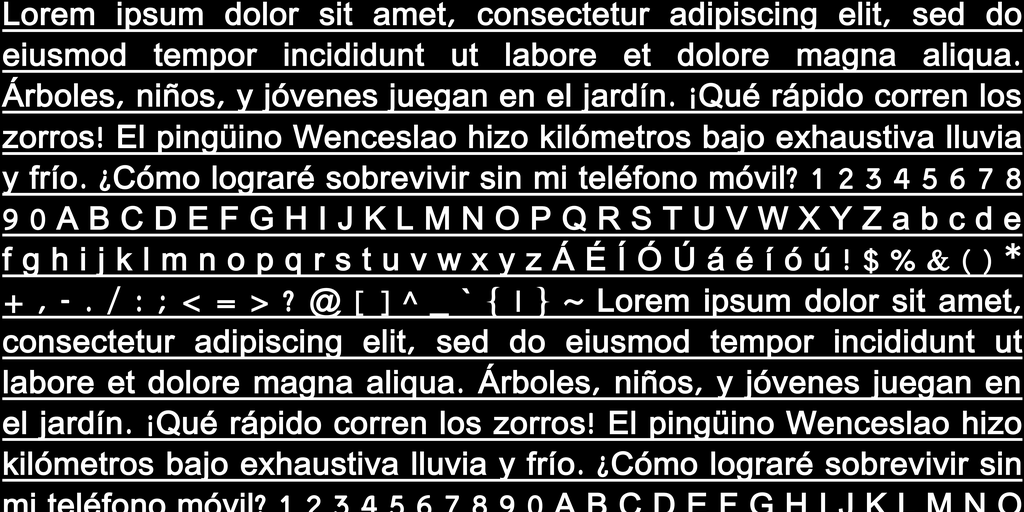 Lorem ipsum dolor sit amet, consectetur adipiscing elit, sed do
eiusmod tempor incididunt ut labore et dolore magna aliqua.
Árboles, niños, y jóvenes juegan en el jardín. ¡Qué rápido corren los
zorros! El pingüino Wenceslao hizo kilómetros bajo exhaustiva lluvia
y frío. ¿Cómo lograré sobrevivir sin mi teléfono móvil? 1 2 3 4 5 6 7 8
9 0 A B C D E F G H I J K L M N O P Q R S T U V W X Y Z a b c d e
f g h i j k l m n o p q r s t u v w x y z Á É Í Ó Ú á é í ó ú ! $ % & ( ) *
+ , - . / : ; < = > ? @ [ ] ^ _ ` { | } ~ Lorem ipsum dolor sit amet,
consectetur adipiscing elit, sed do eiusmod tempor incididunt ut
labore et dolore magna aliqua. Árboles, niños, y jóvenes juegan en
el jardín. ¡Qué rápido corren los zorros! El pingüino Wenceslao hizo
kilómetros bajo exhaustiva lluvia y frío. ¿Cómo lograré sobrevivir sin
mi teléfono móvil? 1 2 3 4 5 6 7 8 9 0 A B C D E F G H I J K L M N O